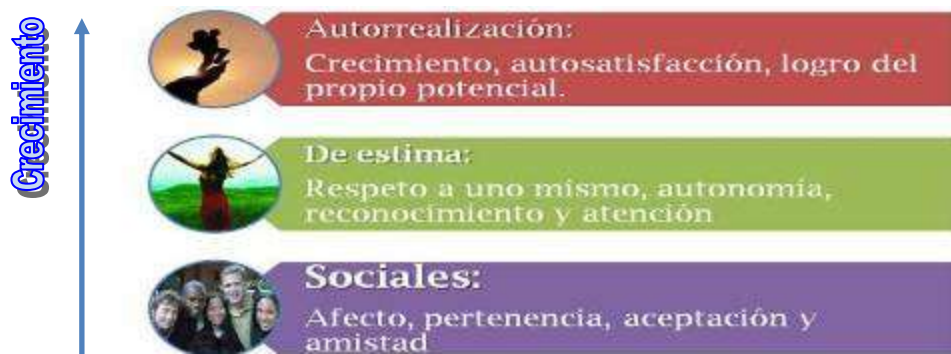 Crecimiento
Autorrealización:
Crecimiento, autosatisfacción, logro del
propio potencial.
De estima:
Respeto a uno mismo, autonomía,
reconocimiento y atención
Sociales:
Afecto, pertenencia, aceptación y
amistad